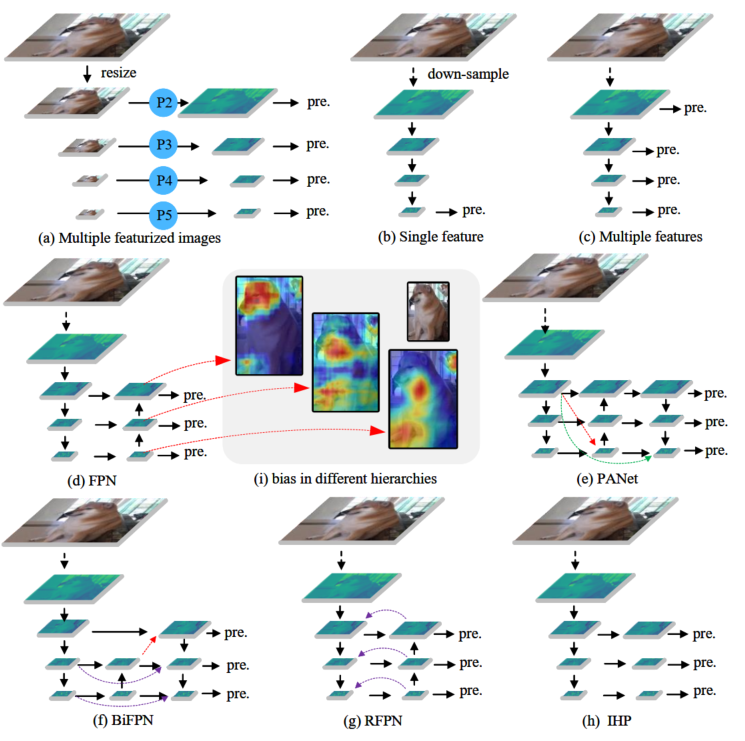 resize
down-sample
P2
pre.
pre.
P3
pre.
pre.
P4
pre.
pre.
P5
pre.
pre.
pre.
(a) Multiple featurized images
(b) Single feature
(c) Multiple features
pre.
pre.
pre.
pre.
pre.
pre.
(d) FPN
(i) bias in different hierarchies
(e) PANet
pre.
pre.
pre.
pre.
pre.
pre.
pre.
pre.
pre.
(f) BiFPN
(g) RFPN
(h) IHP